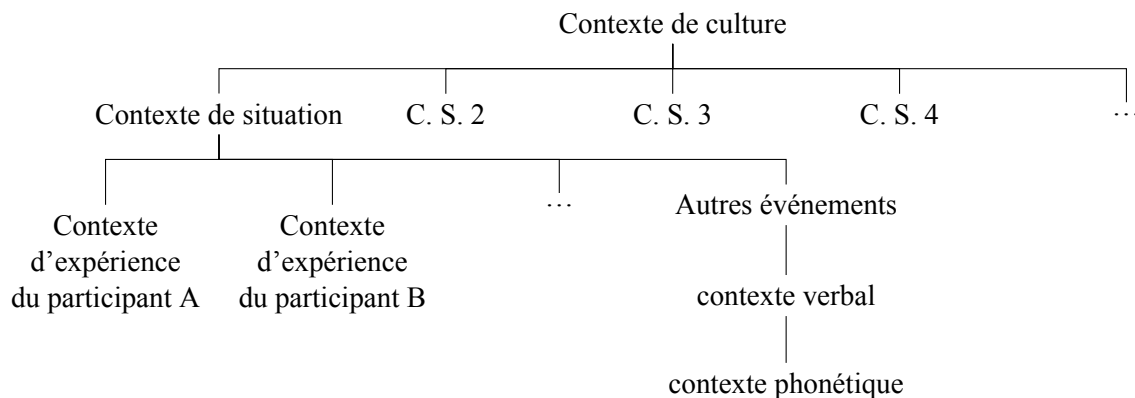 Contexte de culture
Contexte de situation C. S. 2 C. S. 3 C. S. 4 …
Contexte
d’expérience
du participant A
Contexte
d’expérience
du participant B
…
Autres événements
contexte verbal
contexte phonétique